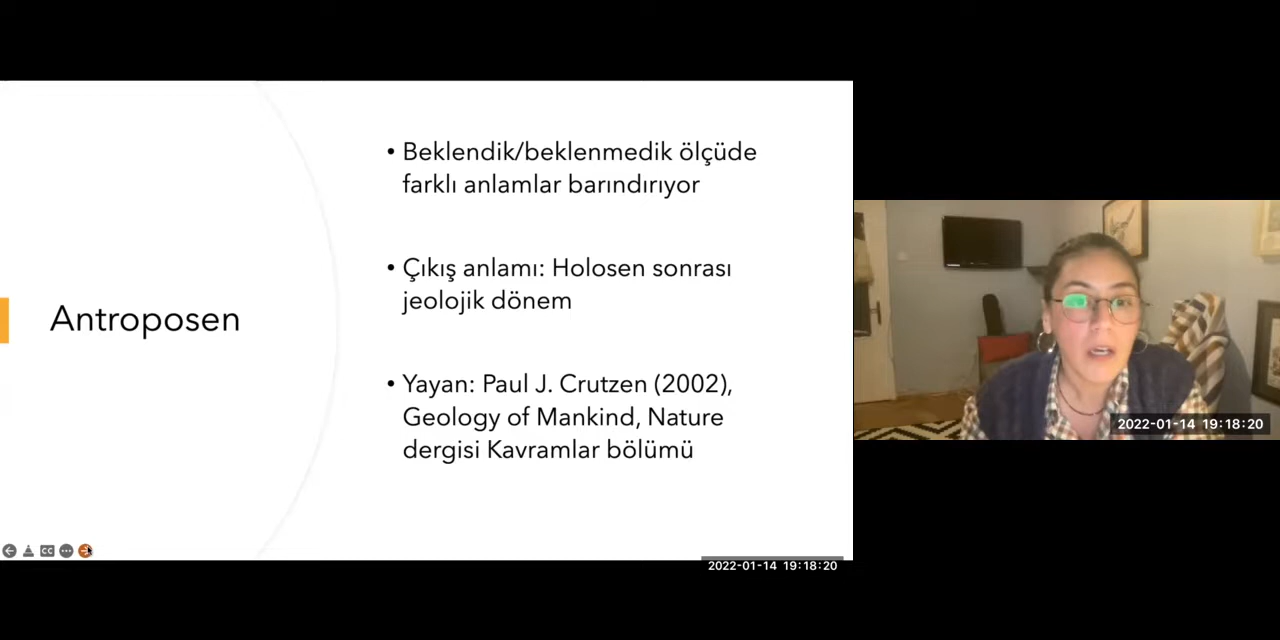 Antroposen
• Beklendik/beklenmedik ölçüde
farklı anlamlar barındırıyor
• Çıkış anlamı: Holosen sonrası
jeolojik dönem
• Yayan: Paul J. Crutzen (2002),
Geology of Mankind, Nature
dergisi Kavramlar bölümü
CC
2022-01-14 19:18:20
2022-01-14 19:18:20